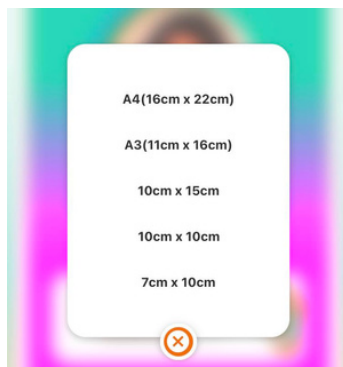 A4(16cm x 22cm)
A3(11cm x 16cm)
10cm x 15cm
10cm x 10cm
7cm x 10cm